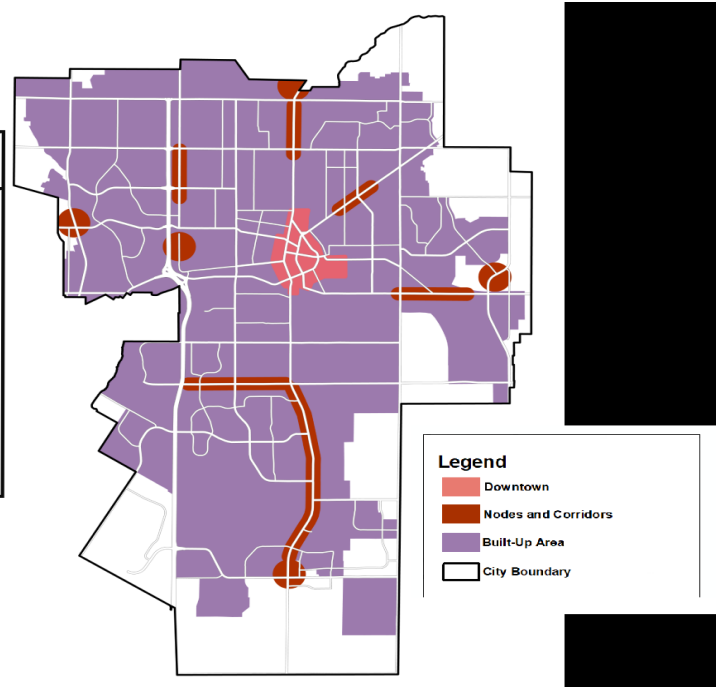 Legend
Downtown
Nodes and Corridors
Built-Up Area
City Boundary